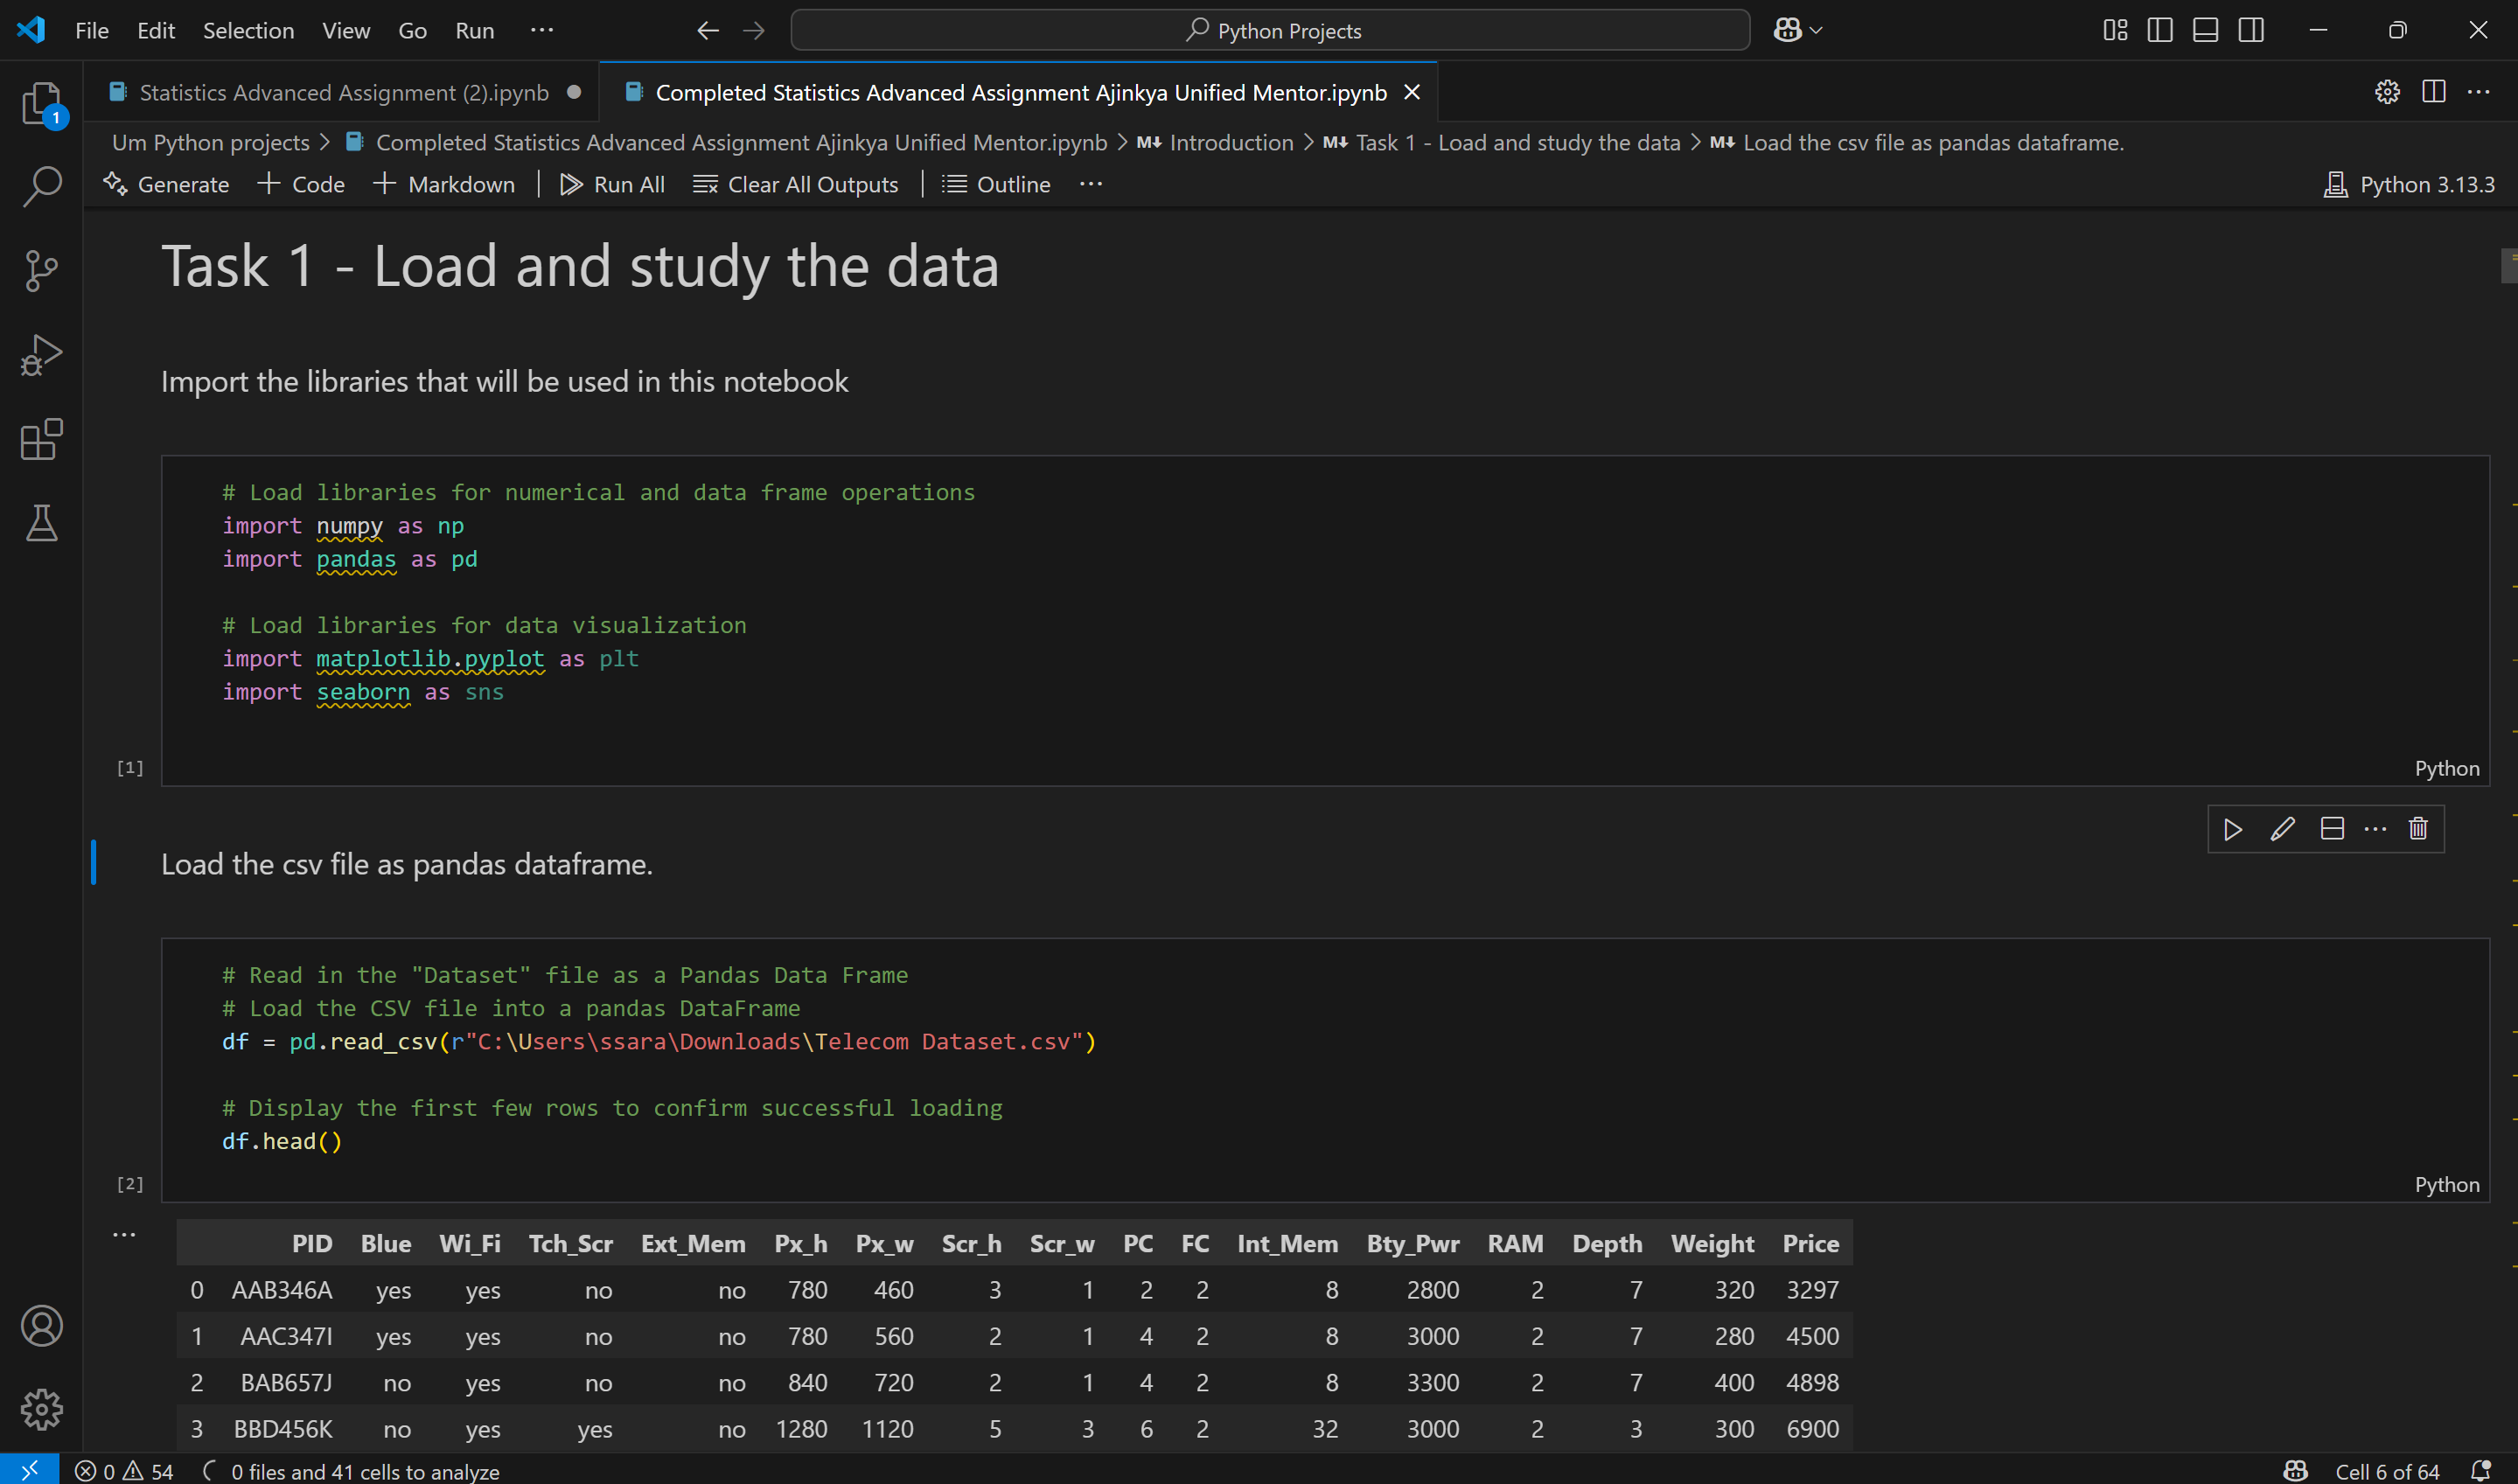 File Edit Selection View Go Run ··· Python Projects
Statistics Advanced Assignment (2).ipynb Completed Statistics Advanced Assignment Ajinkya Unified Mentor.ipynb
1
Um Python projects > Completed Statistics Advanced Assignment Ajinkya Unified Mentor.ipynb > M↓ Introduction > M↓ Task 1 - Load and study the data > M↓ Load the csv file as pandas dataframe.
Generate + Code + Markdown | Run All Clear All Outputs | Outline ··· Python 3.13.3
Task 1 - Load and study the data
Import the libraries that will be used in this notebook
# Load libraries for numerical and data frame operations
import numpy as np
import pandas as pd
# Load libraries for data visualization
import matplotlib.pyplot as plt
import seaborn as sns
[1] Python
Load the csv file as pandas dataframe.
# Read in the "Dataset" file as a Pandas Data Frame
# Load the CSV file into a pandas DataFrame
df = pd.read_csv(r"C:\Users\ssara\Downloads\Telecom Dataset.csv")
# Display the first few rows to confirm successful loading
df.head()
[2] Python
PID Blue Wi_Fi Tch_Scr Ext_Mem Px_h Px_w Scr_h Scr_w PC FC Int_Mem Bty_Pwr RAM Depth Weight Price
0 AAB346A yes yes no no 780 460 3 1 2 2 8 2800 2 7 320 3297
1 AAC347I yes yes no no 780 560 2 1 4 2 8 3000 2 7 280 4500
2 BAB657J no yes no no 840 720 2 1 4 2 8 3300 2 7 400 4898
3 BBD456K no yes yes no 1280 1120 5 3 6 2 32 3000 2 3 300 6900
0 54 0 files and 41 cells to analyze Cell 6 of 64